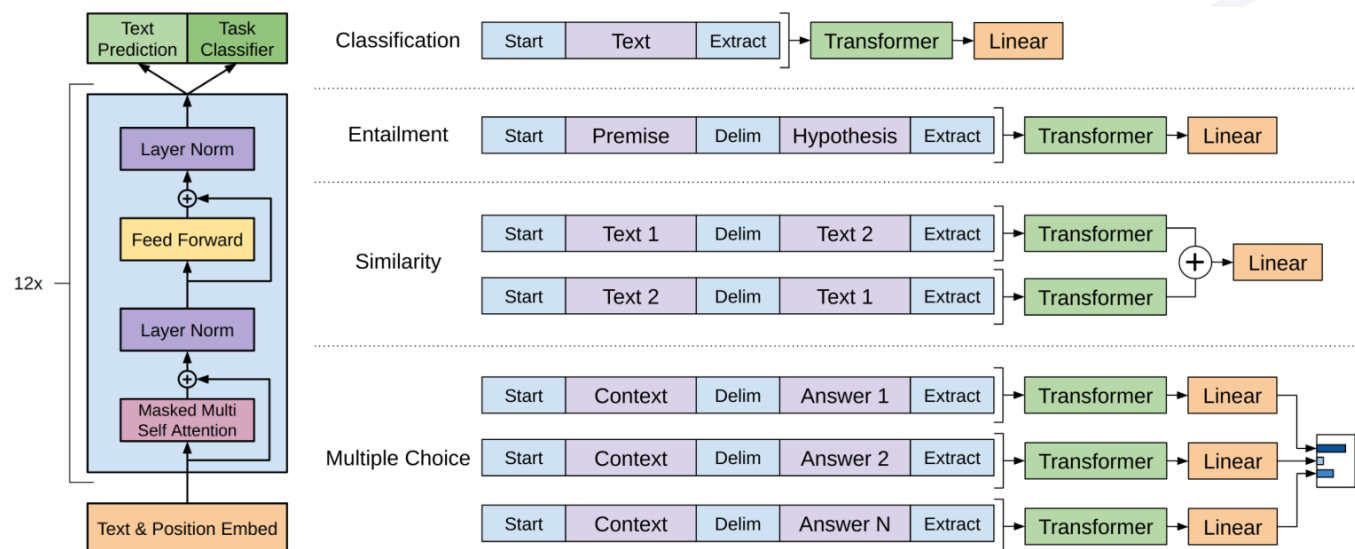 Text
Prediction
Task
Classifier
12x
Layer Norm
Feed Forward
Layer Norm
Masked Multi
Self Attention
Text & Position Embed
Classification
Start Text Extract Transformer Linear
Entailment
Start Premise Delim Hypothesis Extract Transformer Linear
Similarity
Start Text 1 Delim Text 2 Extract Transformer
Start Text 2 Delim Text 1 Extract Transformer
Linear
Multiple Choice
Start Context Delim Answer 1 Extract Transformer Linear
Start Context Delim Answer 2 Extract Transformer Linear
Start Context Delim Answer N Extract Transformer Linear